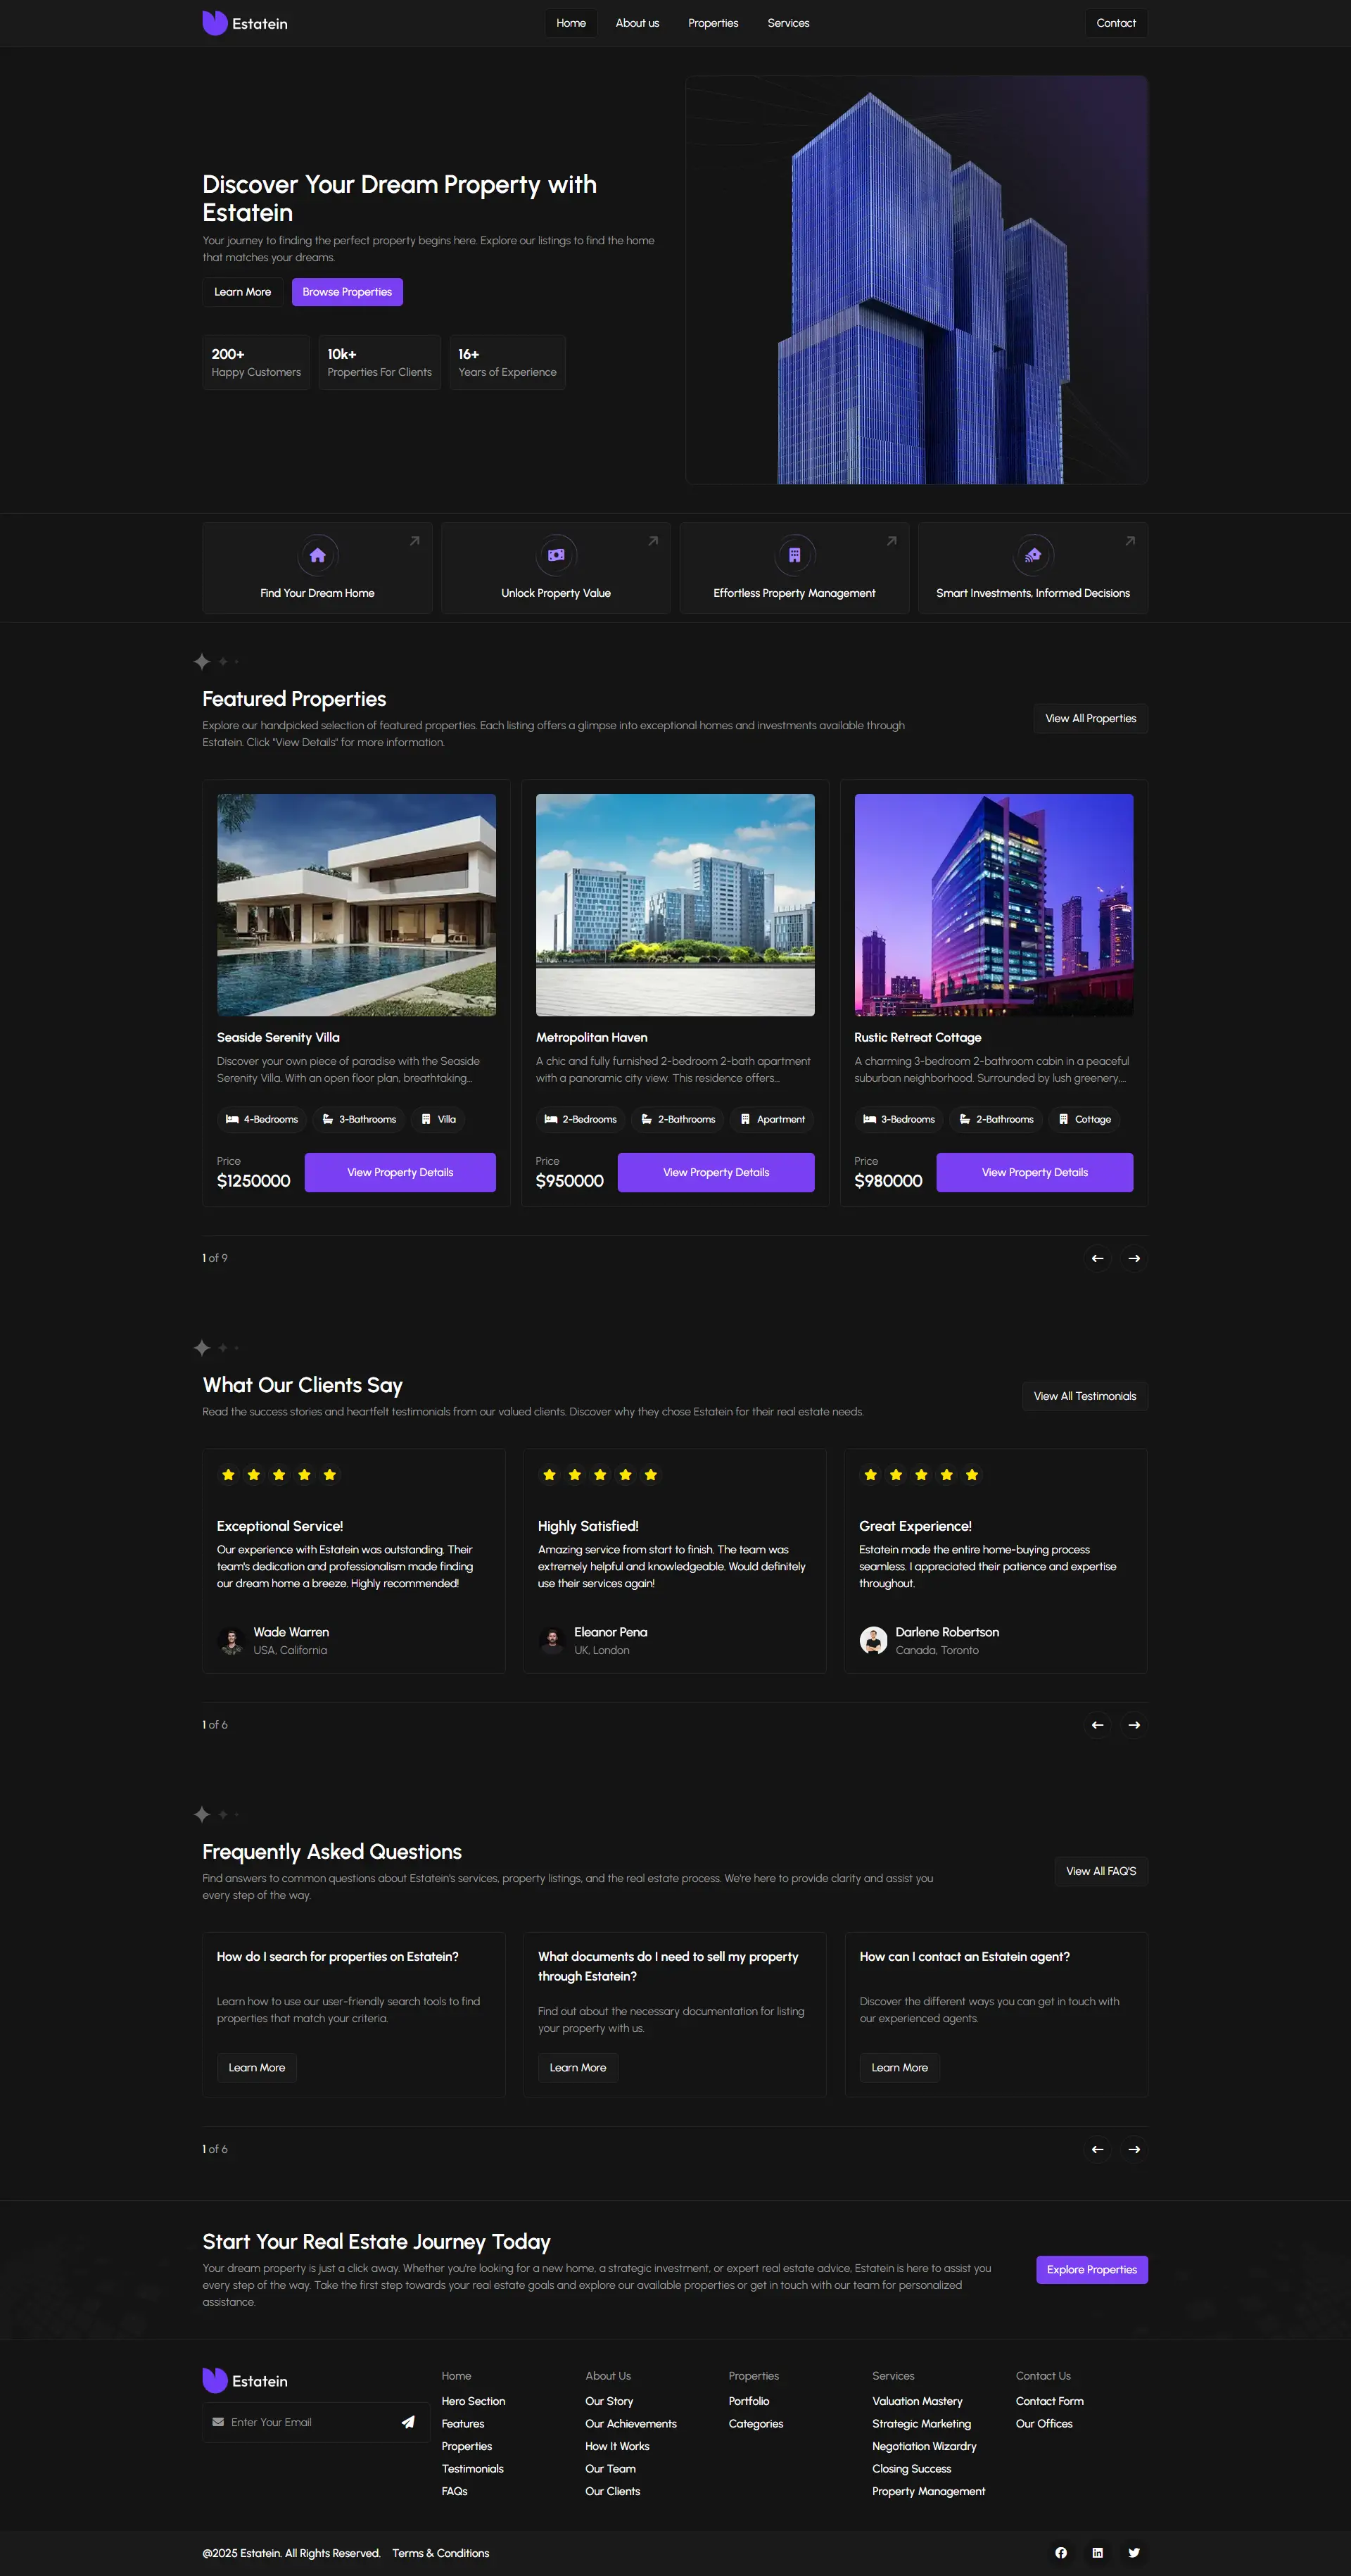 Estatein
Home
About us
Properties
Services
Contact
Discover Your Dream Property with
Estatein
Your journey to finding the perfect property begins here. Explore our listings to find the home
that matches your dreams.
Learn More
Browse Properties
200+
Happy Customers
10k+
Properties For Clients
16+
Years of Experience
Find Your Dream Home
Unlock Property Value
Effortless Property Management
Smart Investments, Informed Decisions
Featured Properties
Explore our handpicked selection of featured properties. Each listing offers a glimpse into exceptional homes and investments available through
Estatein. Click "View Details" for more information.
View All Properties
Seaside Serenity Villa
Discover your own piece of paradise with the Seaside
Serenity Villa. With an open floor plan, breathtaking...
4-Bedrooms
3-Bathrooms
Villa
Price
$1250000
View Property Details
Metropolitan Haven
A chic and fully furnished 2-bedroom 2-bath apartment
with a panoramic city view. This residence offers...
2-Bedrooms
2-Bathrooms
Apartment
Price
$950000
View Property Details
Rustic Retreat Cottage
A charming 3-bedroom 2-bathroom cabin in a peaceful
suburban neighborhood. Surrounded by lush greenery,...
3-Bedrooms
2-Bathrooms
Cottage
Price
$980000
View Property Details
1 of 9
What Our Clients Say
Read the success stories and heartfelt testimonials from our valued clients. Discover why they chose Estatein for their real estate needs.
View All Testimonials
Exceptional Service!
Our experience with Estatein was outstanding. Their
team's dedication and professionalism made finding
our dream home a breeze. Highly recommended!
Wade Warren
USA, California
Highly Satisfied!
Amazing service from start to finish. The team was
extremely helpful and knowledgeable. Would definitely
use their services again!
Eleanor Pena
UK, London
Great Experience!
Estatein made the entire home-buying process
seamless. I appreciated their patience and expertise
throughout.
Darlene Robertson
Canada, Toronto
1 of 6
Frequently Asked Questions
Find answers to common questions about Estatein's services, property listings, and the real estate process. We're here to provide clarity and assist you
every step of the way.
View All FAQ'S
How do I search for properties on Estatein?
Learn how to use our user-friendly search tools to find
properties that match your criteria.
Learn More
What documents do I need to sell my property
through Estatein?
Find out about the necessary documentation for listing
your property with us.
Learn More
How can I contact an Estatein agent?
Discover the different ways you can get in touch with
our experienced agents.
Learn More
1 of 6
Start Your Real Estate Journey Today
Your dream property is just a click away. Whether you're looking for a new home, a strategic investment, or expert real estate advice, Estatein is here to assist you
every step of the way. Take the first step towards your real estate goals and explore our available properties or get in touch with our team for personalized
assistance.
Explore Properties
Estatein
Enter Your Email
Home
Hero Section
Features
Properties
Testimonials
FAQs
About Us
Our Story
Our Achievements
How It Works
Our Team
Our Clients
Properties
Portfolio
Categories
Services
Valuation Mastery
Strategic Marketing
Negotiation Wizardry
Closing Success
Property Management
Contact Us
Contact Form
Our Offices
@2025 Estatein. All Rights Reserved.
Terms & Conditions